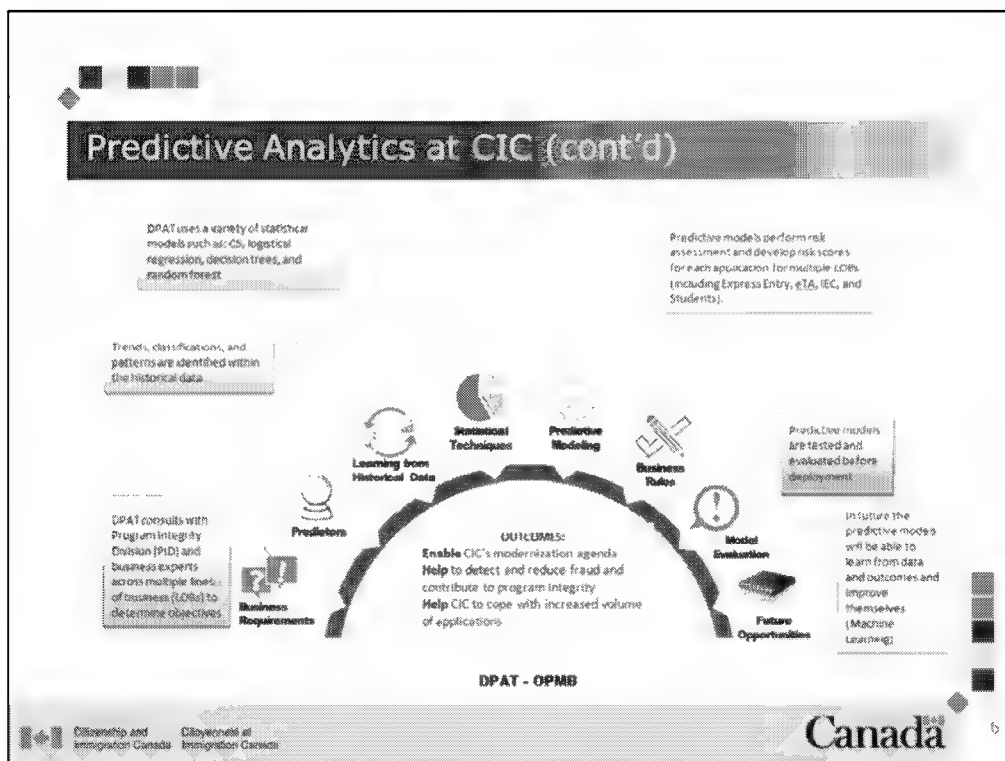 Predictive Analytics at CIC (cont'd)
DPAT uses a variety of statistical
models such as: C5, logistical
regression, decision trees, and
random forest
Predictive models perform risk
assessment and develop risk scores
for each application for multiple LOBs
(including Express Entry, eTA, IEC, and
Students).
Trends, classifications, and
patterns are identified within
the historical data
Statistical
Techniques
Predictive
Modeling
Learning from
Historical Data
Business
Rules
Predictive models
are tested and
evaluated before
deployment
Predictors
Model
Evaluation
DPAT consults with
Program Integrity
Division (PID) and
business experts
across multiple lines
of business (LOBs) to
determine objectives
Business
Requirements
OUTCOMES:
Enable CIC's modernization agenda
Help to detect and reduce fraud and
contribute to program integrity
Help CIC to cope with increased volume
of applications
Future
Opportunities
In future the
predictive models
will be able to
learn from data
and outcomes and
improve
themselves
(Machine
Learning)
DPAT - OPMB
Citizenship and
Immigration Canada
Citoyenneté et
Immigration Canada
Canada
6